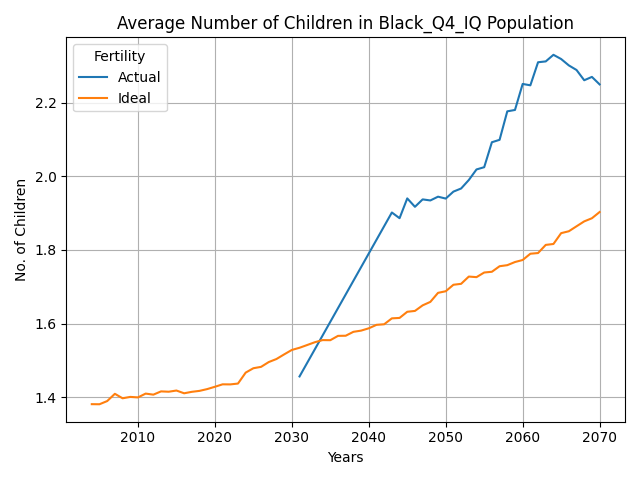 Average Number of Children in Black_Q4_IQ Population
Fertility
Actual
Ideal
No. of Children
2.2
2.0
1.8
1.6
1.4
2010 2020 2030 2040 2050 2060 2070
Years